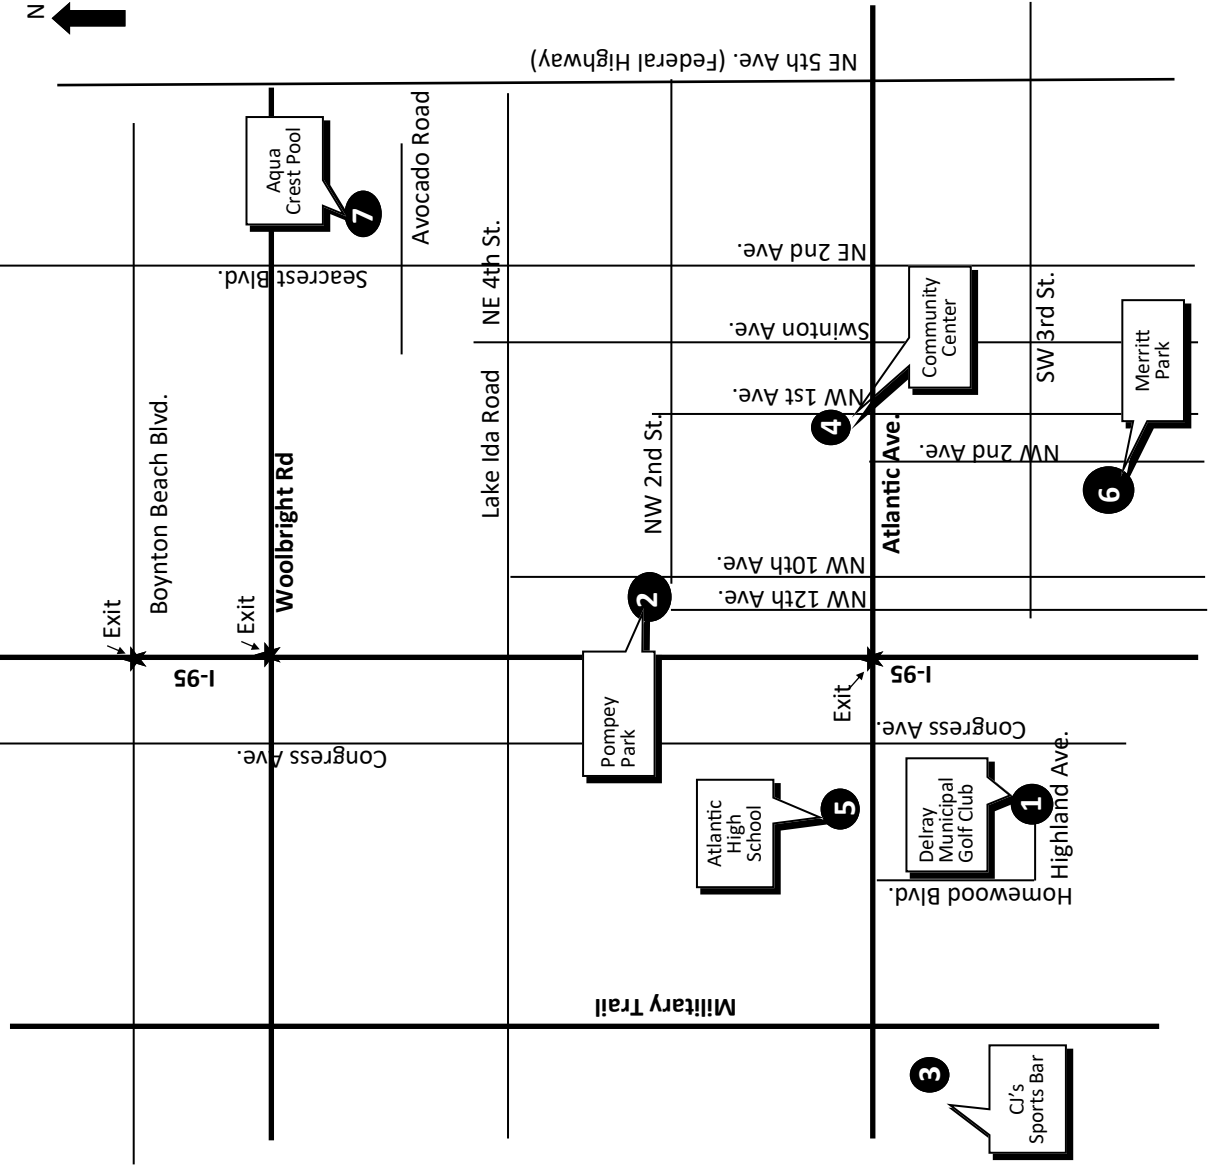 N
NE 5th Ave. (Federal Highway)
Avocado Road
Aqua
Crest Pool
7
Seacrest Blvd.
NE 2nd Ave.
NE 4th St.
Swinton Ave.
Community
Center
SW 3rd St.
Merritt
Park
NW 1st Ave.
4
NW 2nd Ave.
6
Boynton Beach Blvd.
Woolbright Rd
Lake Ida Road
NW 2nd St.
Atlantic Ave.
NW 10th Ave.
NW 12th Ave.
2
Exit
Exit
I-95
I-95
Exit
Pompey
Park
Congress Ave.
Congress Ave.
Highland Ave.
Atlantic
High
School
5
Delray
Municipal
Golf Club
1
Homewood Blvd.
Military Trail
3
CJ's
Sports Bar